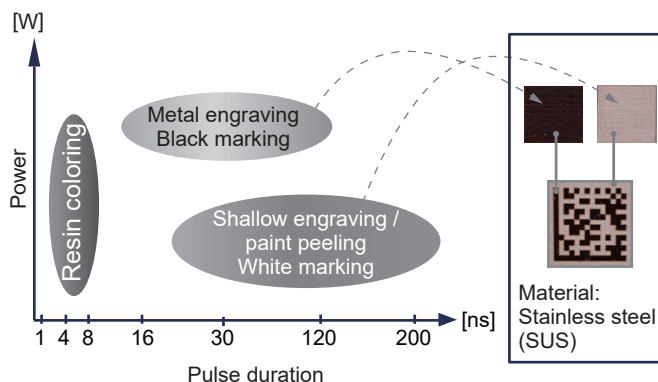 [W]
Power
Resin coloring
Metal engraving
Black marking
Shallow engraving /
paint peeling
White marking
1 4 8 16 30 120 200 [ns]
Pulse duration
Material:
Stainless steel
(SUS)